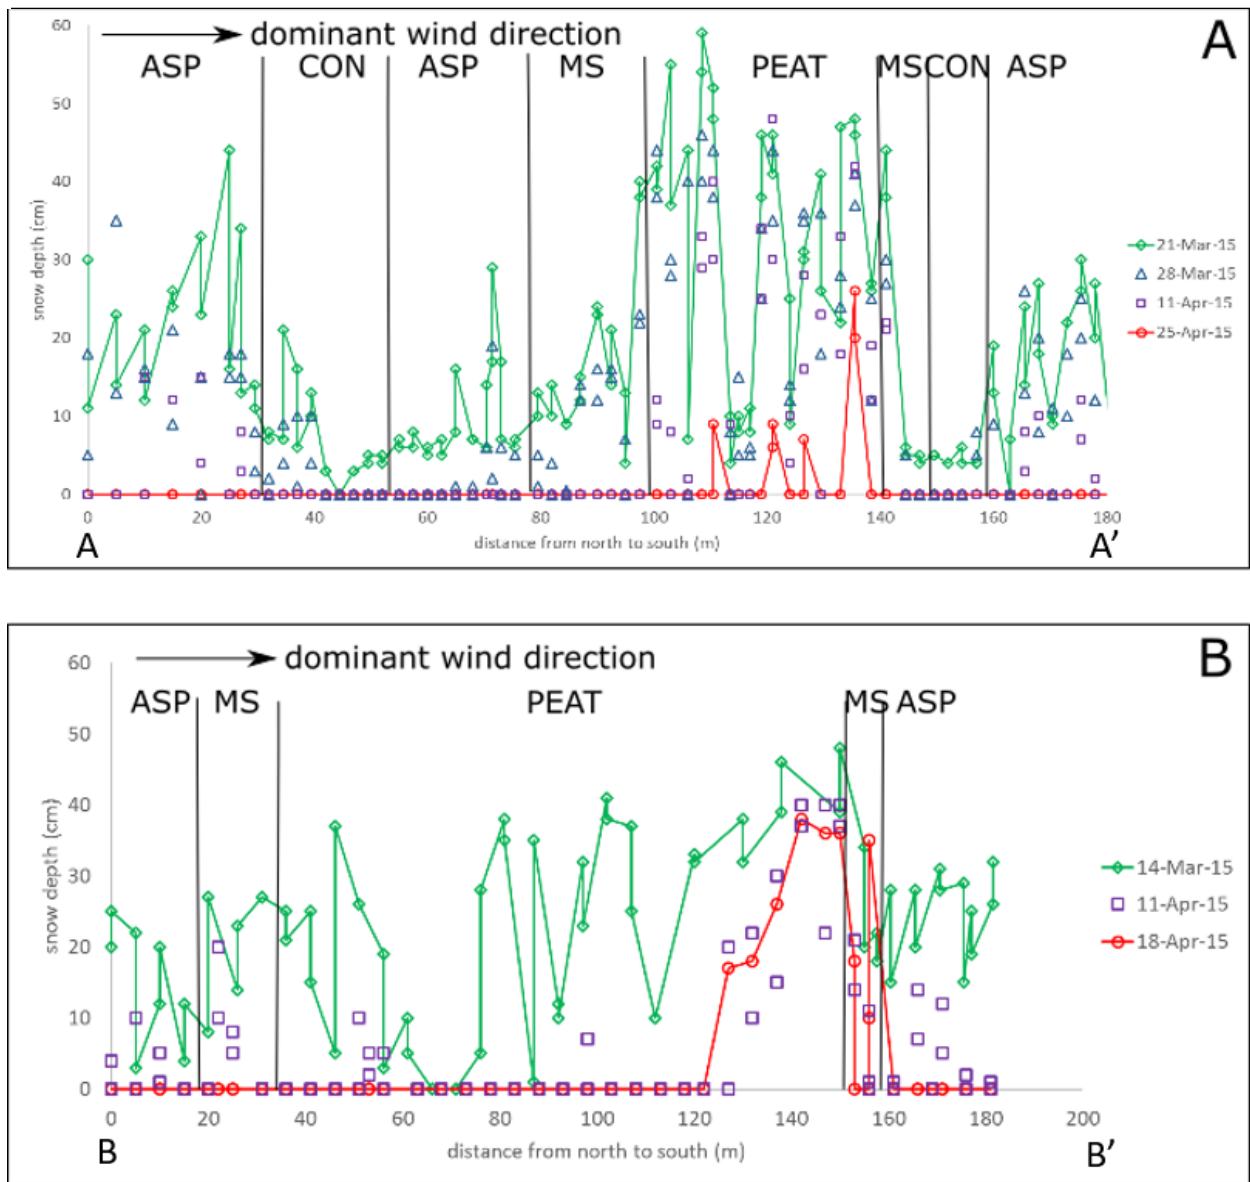 60
dominant wind direction
A
ASP CON ASP MS PEAT MS CON ASP
50
40
snow depth (cm)
30
20
10
0
21-Mar-15
28-Mar-15
11-Apr-15
25-Apr-15
0 20 40 60 80 100 120 140 160 180
A
distance from north to south (m)
A’
60
dominant wind direction
B
ASP MS PEAT MS ASP
50
40
snow depth (cm)
30
20
10
0
14-Mar-15
11-Apr-15
18-Apr-15
0 20 40 60 80 100 120 140 160 180 200
B
distance from north to south (m)
B’